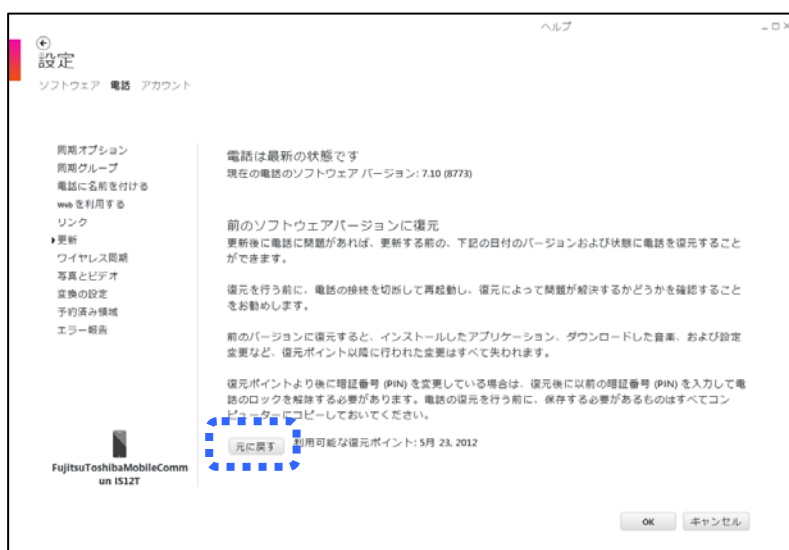 ヘルプ
設定
ソフトウェア 電話 アカウント
同期オプション
同期グループ
電話に名前を付ける
Web を利用する
リンク
更新
ワイヤレス同期
写真とビデオ
変換の設定
予約済み領域
エラー報告
電話は最新の状態です
現在の電話のソフトウェア バージョン: 7.10 (8773)
前のソフトウェアバージョンに復元
更新後に電話に問題があれば、更新する前の、下記の日付のバージョンおよび状態に電話を復元すること
ができます。
復元を行う前に、電話の接続を切断して再起動し、復元によって問題が解決するかどうかを確認すること
をお勧めします。
前のバージョンに復元すると、インストールしたアプリケーション、ダウンロードした音楽、および設定
変更など、復元ポイント以降に行われた変更はすべて失われます。
復元ポイントより後に暗証番号 (PIN) を変更している場合は、復元後に以前の暗証番号 (PIN) を入力して電
話のロックを解除する必要があります。電話の復元を行う前に、保存する必要があるものはすべてコン
ピューターにコピーしておいてください。
元に戻す 利用可能な復元ポイント: 5月 23, 2012
FujitsuToshibaMobileComm
un IS12T
OK キャンセル